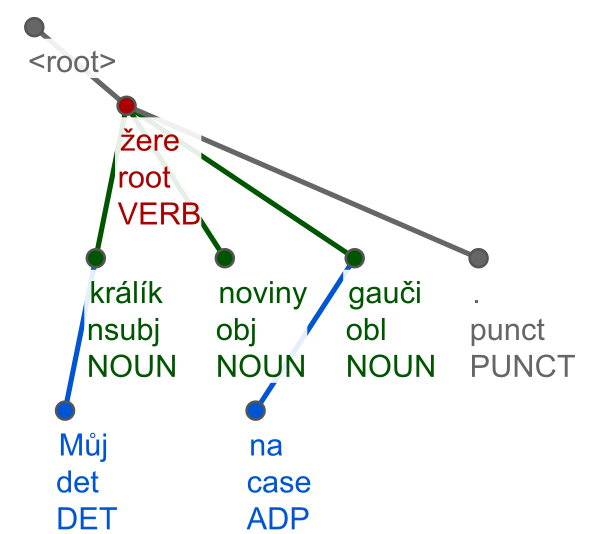 <root>
žere
root
VERB
králík noviny gauči .
nsubj obj obl punct
NOUN NOUN NOUN PUNCT
Můj na
det case
DET ADP